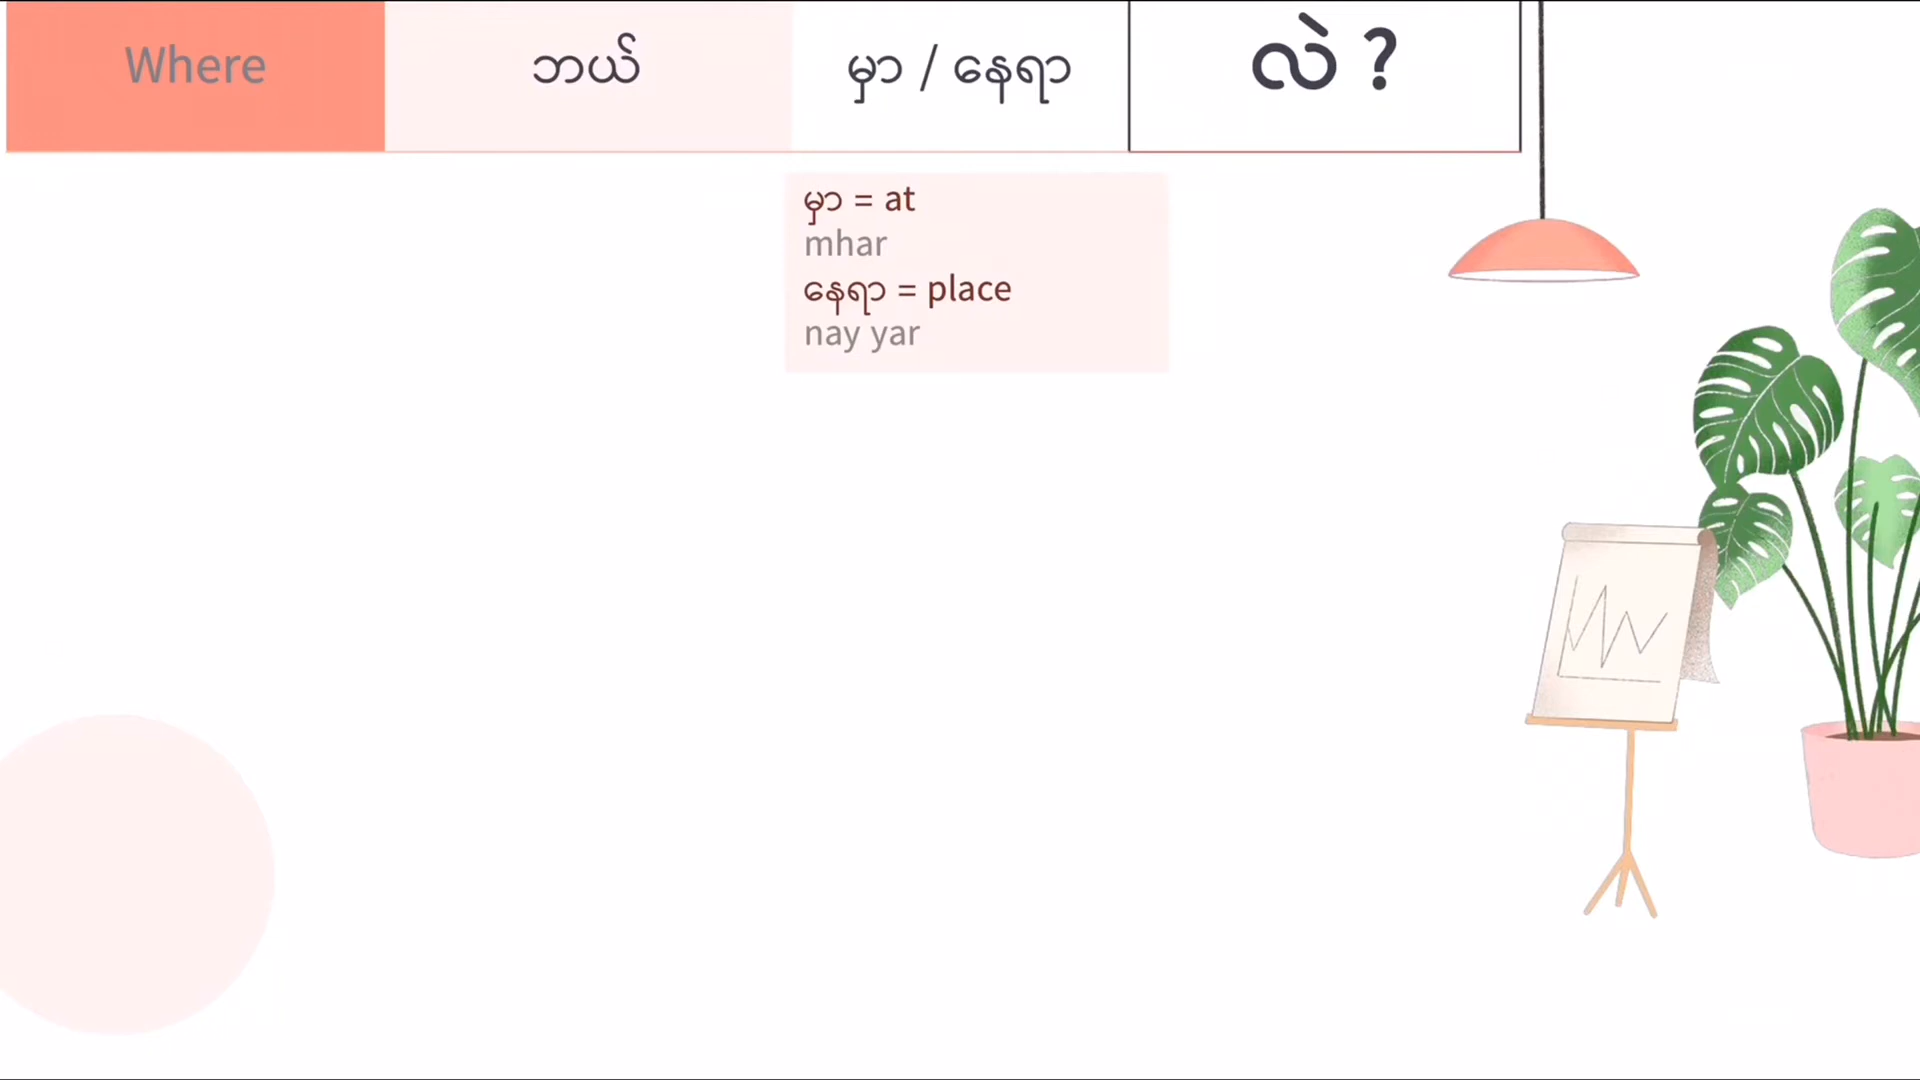 Where ဘယ် မှာ / နေရာ လဲ ?
မှာ = at
mhar
နေရာ = place
nay yar